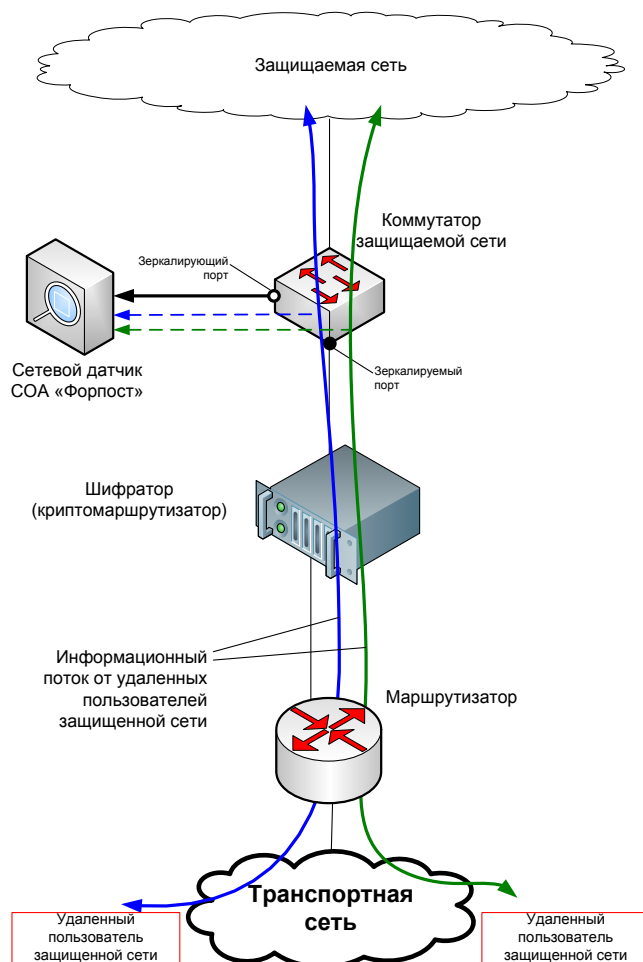 Защищаемая сеть
Коммутатор
защищаемой сети
Зеркалирующий
порт
Сетевой датчик
СОА «Форпост»
Зеркалируемый
порт
Шифратор
(криптомаршрутизатор)
Информационный
поток от удаленных
пользователей
защищенной сети
Маршрутизатор
Транспортная
сеть
Удаленный
пользователь
защищенной сети
Удаленный
пользователь
защищенной сети